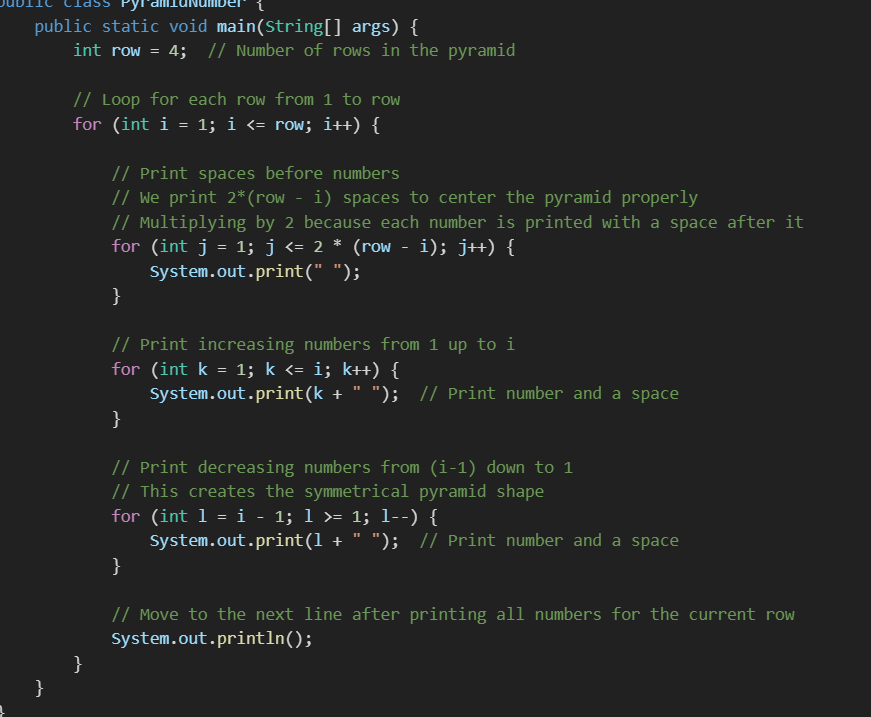 public class PyramidNumber {
    public static void main(String[] args) {
        int row = 4;  // Number of rows in the pyramid

        // Loop for each row from 1 to row
        for (int i = 1; i <= row; i++) {

            // Print spaces before numbers
            // We print 2*(row - i) spaces to center the pyramid properly
            // Multiplying by 2 because each number is printed with a space after it
            for (int j = 1; j <= 2 * (row - i); j++) {
                System.out.print(" ");
            }

            // Print increasing numbers from 1 up to i
            for (int k = 1; k <= i; k++) {
                System.out.print(k + " ");  // Print number and a space
            }

            // Print decreasing numbers from (i-1) down to 1
            // This creates the symmetrical pyramid shape
            for (int l = i - 1; l >= 1; l--) {
                System.out.print(l + " ");  // Print number and a space
            }

            // Move to the next line after printing all numbers for the current row
            System.out.println();
        }
    }
}